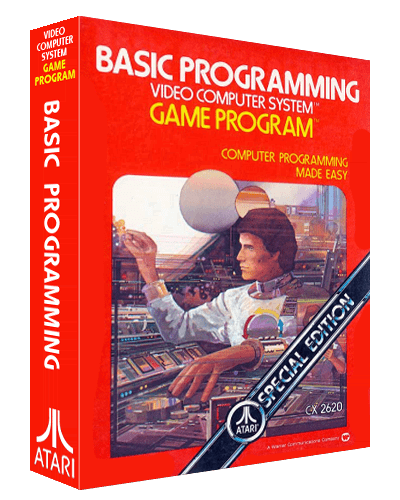 VIDEO
COMPUTER
SYSTEM
GAME
PROGRAM
BASIC PROGRAMMING
ATARI
BASIC PROGRAMMING
VIDEO COMPUTER SYSTEM™
GAME PROGRAM™
COMPUTER PROGRAMMING
MADE EASY
SPECIAL EDITION
CX 2620
ATARI
A Warner Communications Company